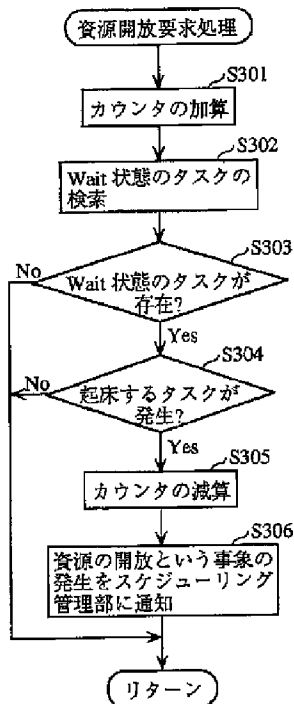 資源開放要求処理
S301
カウンタの加算
S302
Wait 状態のタスクの
検索
S303
No
Wait 状態のタスクが
存在?
Yes
S304
No
起床するタスクが
発生?
Yes
S305
カウンタの減算
S306
資源の開放という事象の
発生をスケジューリング
管理部に通知
リターン